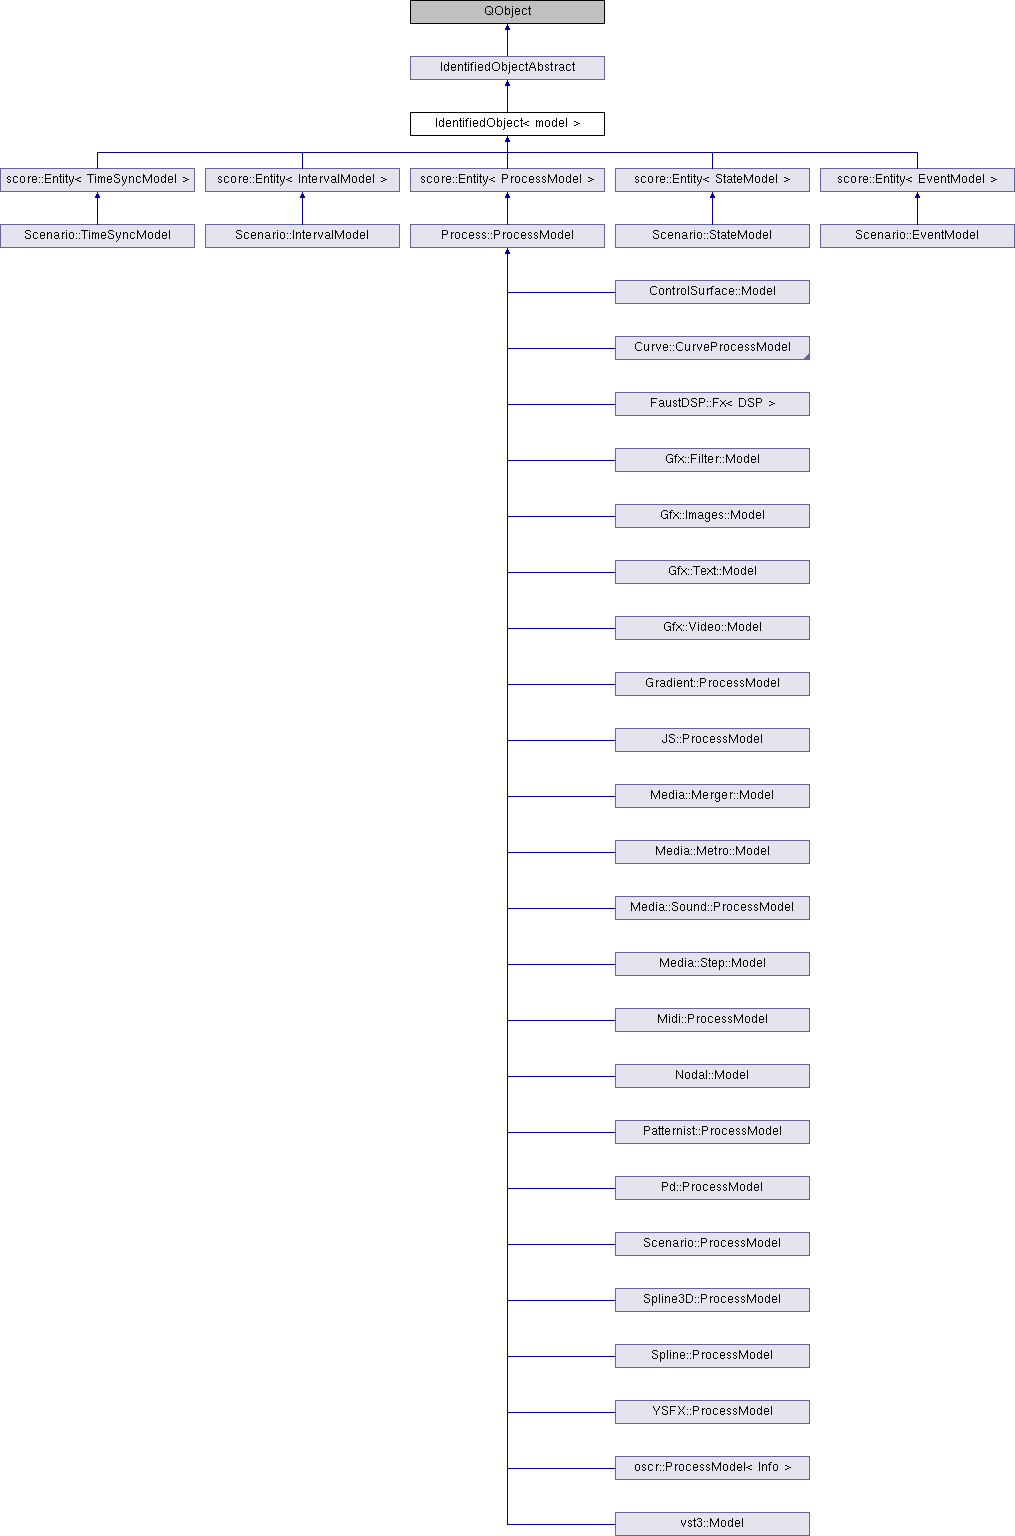 QObject
IdentifiedObjectAbstract
IdentifiedObject< model >
score::Entity< TimeSyncModel >
score::Entity< IntervalModel >
score::Entity< ProcessModel >
score::Entity< StateModel >
score::Entity< EventModel >
Scenario::TimeSyncModel
Scenario::IntervalModel
Process::ProcessModel
Scenario::StateModel
Scenario::EventModel
ControlSurface::Model
Curve::CurveProcessModel
FaustDSP::Fx< DSP >
Gfx::Filter::Model
Gfx::Images::Model
Gfx::Text::Model
Gfx::Video::Model
Gradient::ProcessModel
JS::ProcessModel
Media::Merger::Model
Media::Metro::Model
Media::Sound::ProcessModel
Media::Step::Model
Midi::ProcessModel
Nodal::Model
Patternist::ProcessModel
Pd::ProcessModel
Scenario::ProcessModel
Spline3D::ProcessModel
Spline::ProcessModel
YSFX::ProcessModel
oscr::ProcessModel< Info >
vst3::Model